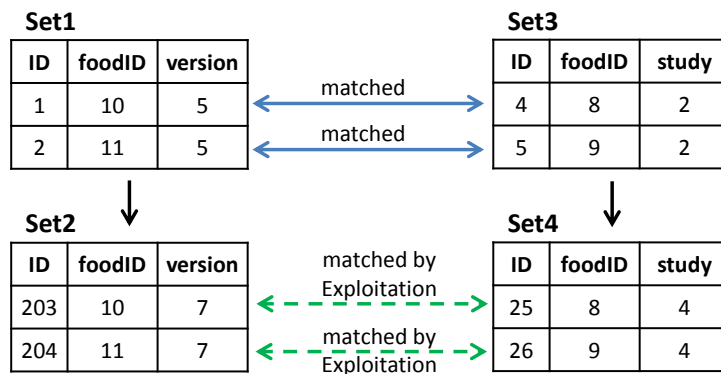 Set1
ID foodID version
1 10 5
2 11 5
matched
matched
Set3
ID foodID study
4 8 2
5 9 2
Set2
ID foodID version
203 10 7
204 11 7
matched by
Exploitation
matched by
Exploitation
Set4
ID foodID study
25 8 4
26 9 4